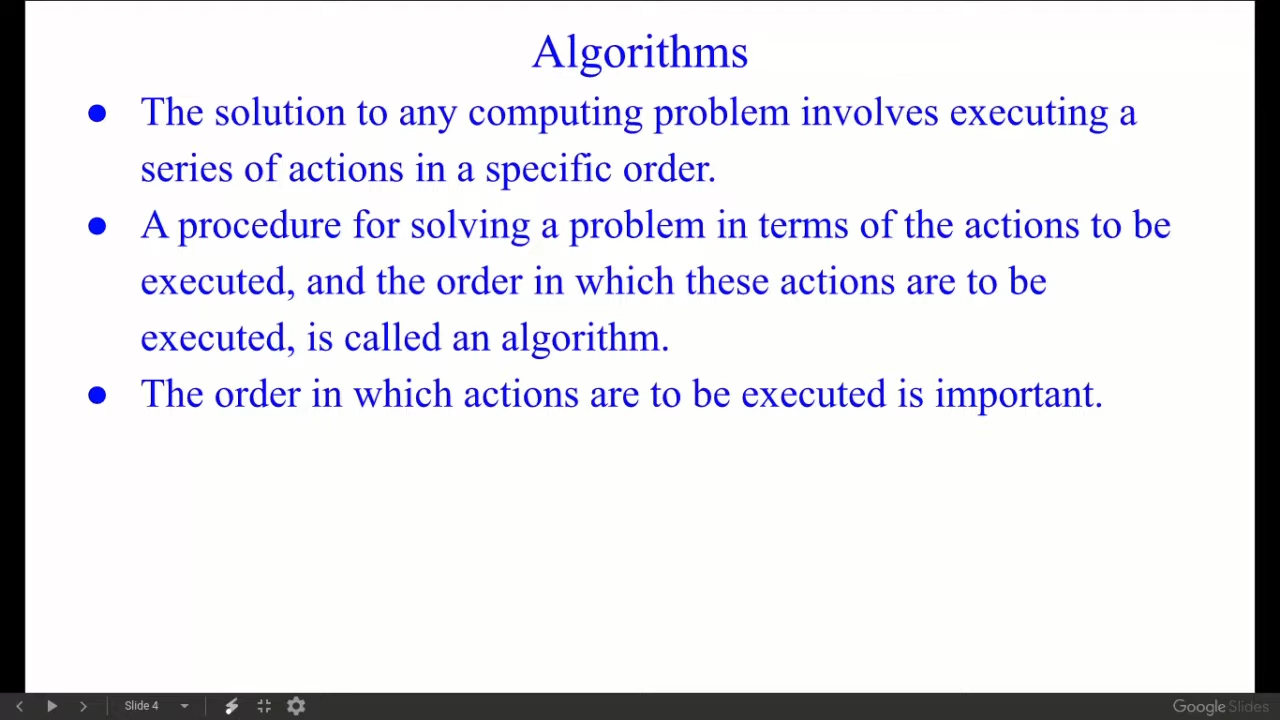 Algorithms
● The solution to any computing problem involves executing a
series of actions in a specific order.
● A procedure for solving a problem in terms of the actions to be
executed, and the order in which these actions are to be
executed, is called an algorithm.
● The order in which actions are to be executed is important.
Slide 4
Google Slides